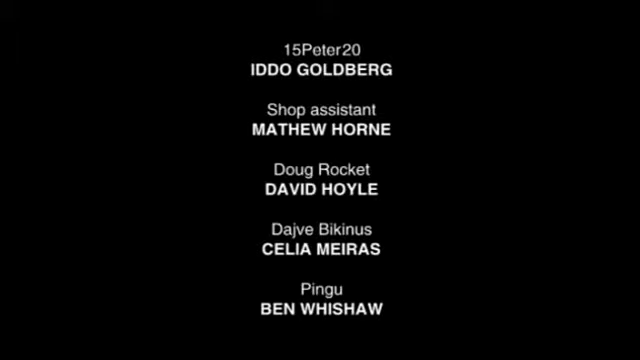 15Peter20
IDDO GOLDBERG
Shop assistant
MATHEW HORNE
Doug Rocket
DAVID HOYLE
Dajve Bikinus
CELIA MEIRAS
Pingu
BEN WHISHAW